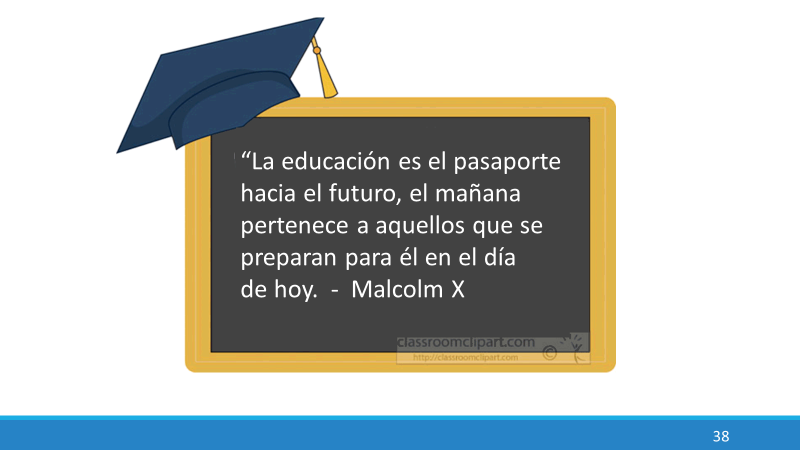 “La educación es el pasaporte
hacia el futuro, el mañana
pertenece a aquellos que se
preparan para él en el día
de hoy.  -  Malcolm X
classroomclipart.com
http://classroomclipart.com ©
38